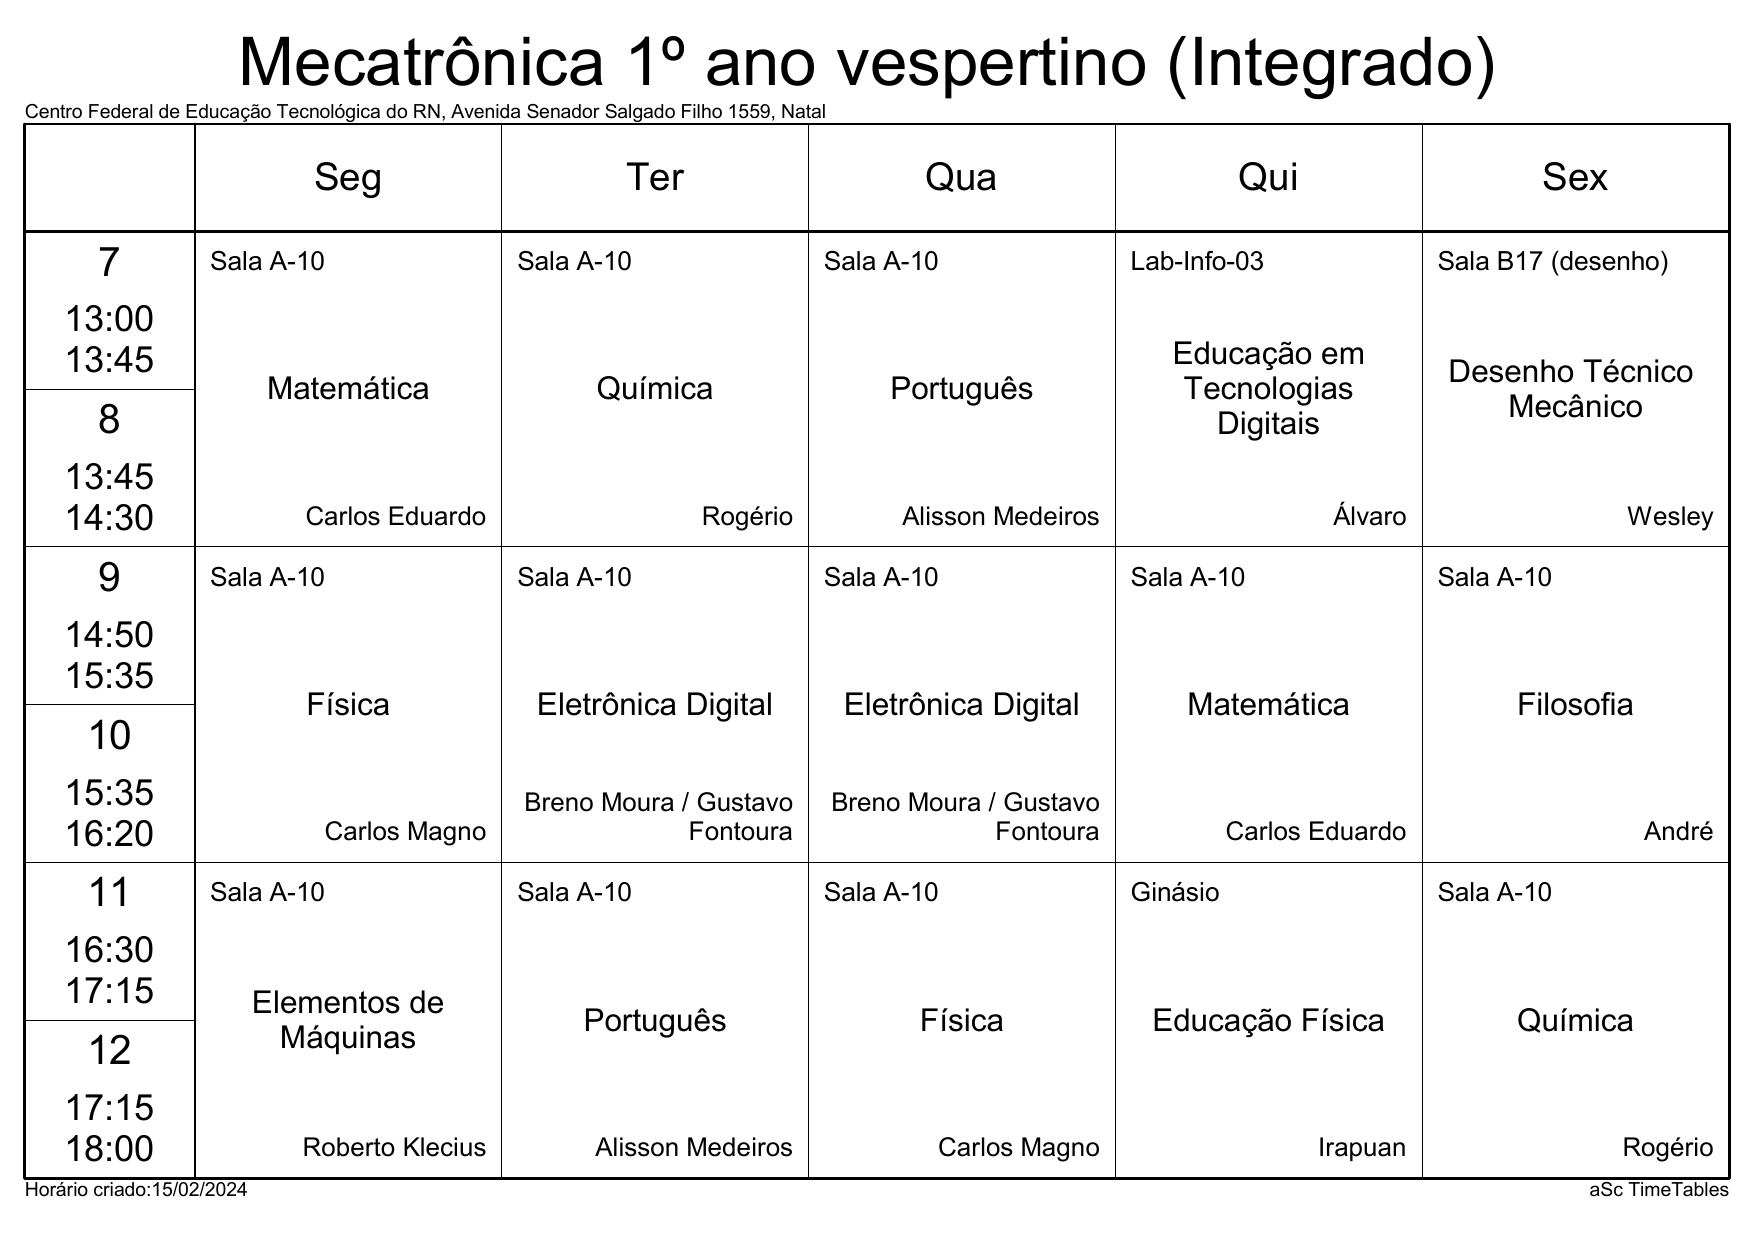 Mecatrônica 1º ano vespertino (Integrado)
Centro Federal de Educação Tecnológica do RN, Avenida Senador Salgado Filho 1559, Natal
Seg
Ter
Qua
Qui
Sex
7
13:00
13:45
8
13:45
14:30
Sala A-10
Matemática
Carlos Eduardo
Sala A-10
Química
Rogério
Sala A-10
Português
Alisson Medeiros
Lab-Info-03
Educação em
Tecnologias
Digitais
Álvaro
Sala B17 (desenho)
Desenho Técnico
Mecânico
Wesley
9
14:50
15:35
10
15:35
16:20
Sala A-10
Física
Carlos Magno
Sala A-10
Eletrônica Digital
Breno Moura / Gustavo
Fontoura
Sala A-10
Eletrônica Digital
Breno Moura / Gustavo
Fontoura
Sala A-10
Matemática
Carlos Eduardo
Sala A-10
Filosofia
André
11
16:30
17:15
12
17:15
18:00
Sala A-10
Elementos de
Máquinas
Roberto Klecius
Sala A-10
Português
Alisson Medeiros
Sala A-10
Física
Carlos Magno
Ginásio
Educação Física
Irapuan
Sala A-10
Química
Rogério
Horário criado:15/02/2024
aSc TimeTables